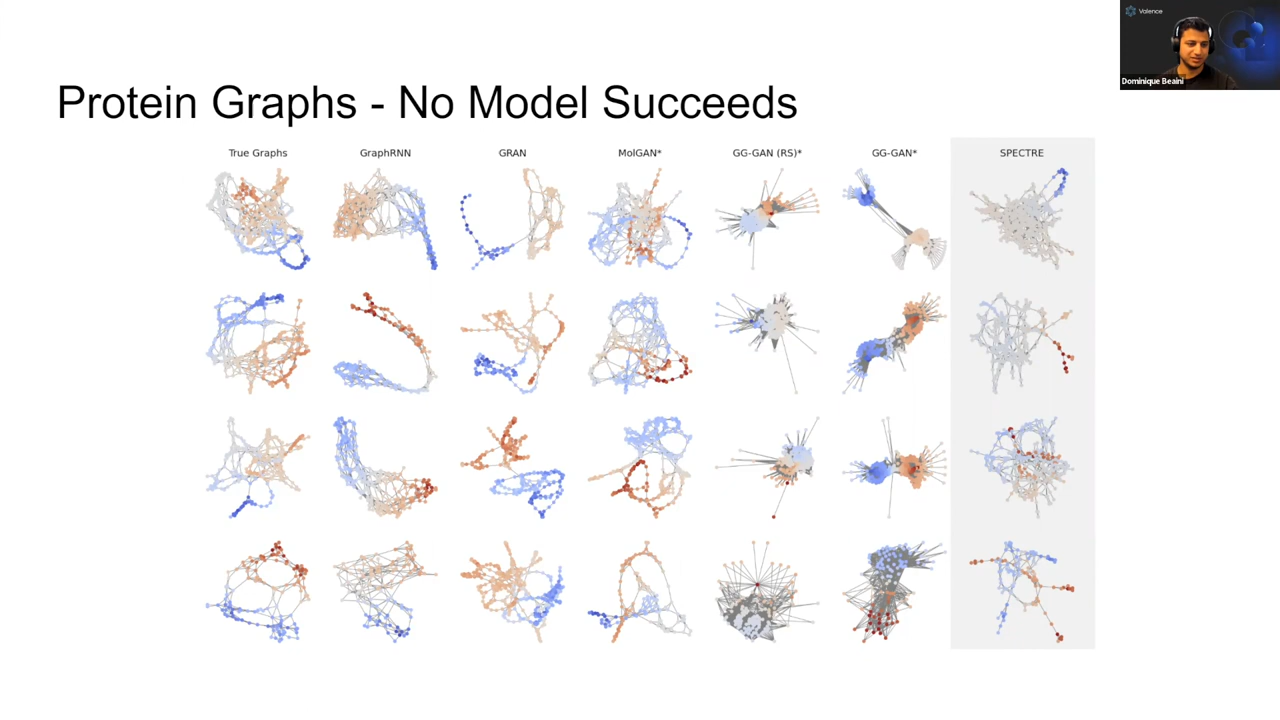 Valence
Dominique Beaini
Protein Graphs - No Model Succeeds
True Graphs
GraphRNN
GRAN
MolGAN*
GG-GAN (RS)*
GG-GAN*
SPECTRE